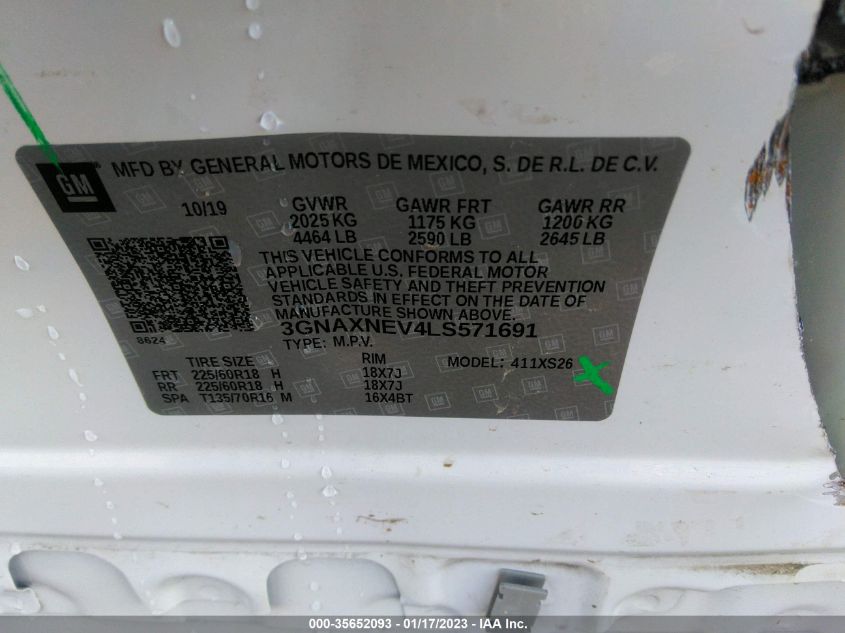 GM
MFD BY GENERAL MOTORS DE MEXICO, S. DE R.L. DE C.V.
10/19 GVWR GAWR FRT GAWR RR
2025 KG 1175 KG 1200 KG
4464 LB 2590 LB 2645 LB
THIS VEHICLE CONFORMS TO ALL
APPLICABLE U.S. FEDERAL MOTOR
VEHICLE SAFETY AND THEFT PREVENTION
STANDARDS IN EFFECT ON THE DATE OF
MANUFACTURE SHOWN ABOVE.
3GNAXNEV4LS571691
8624
TYPE: M.P.V.
TIRE SIZE RIM MODEL: 411XS26
FRT 225/60R18 H 18X7J
RR 225/60R18 H 18X7J
SPA T135/70R16 M 16X4BT
000-35652093 - 01/17/2023 - IAA Inc.